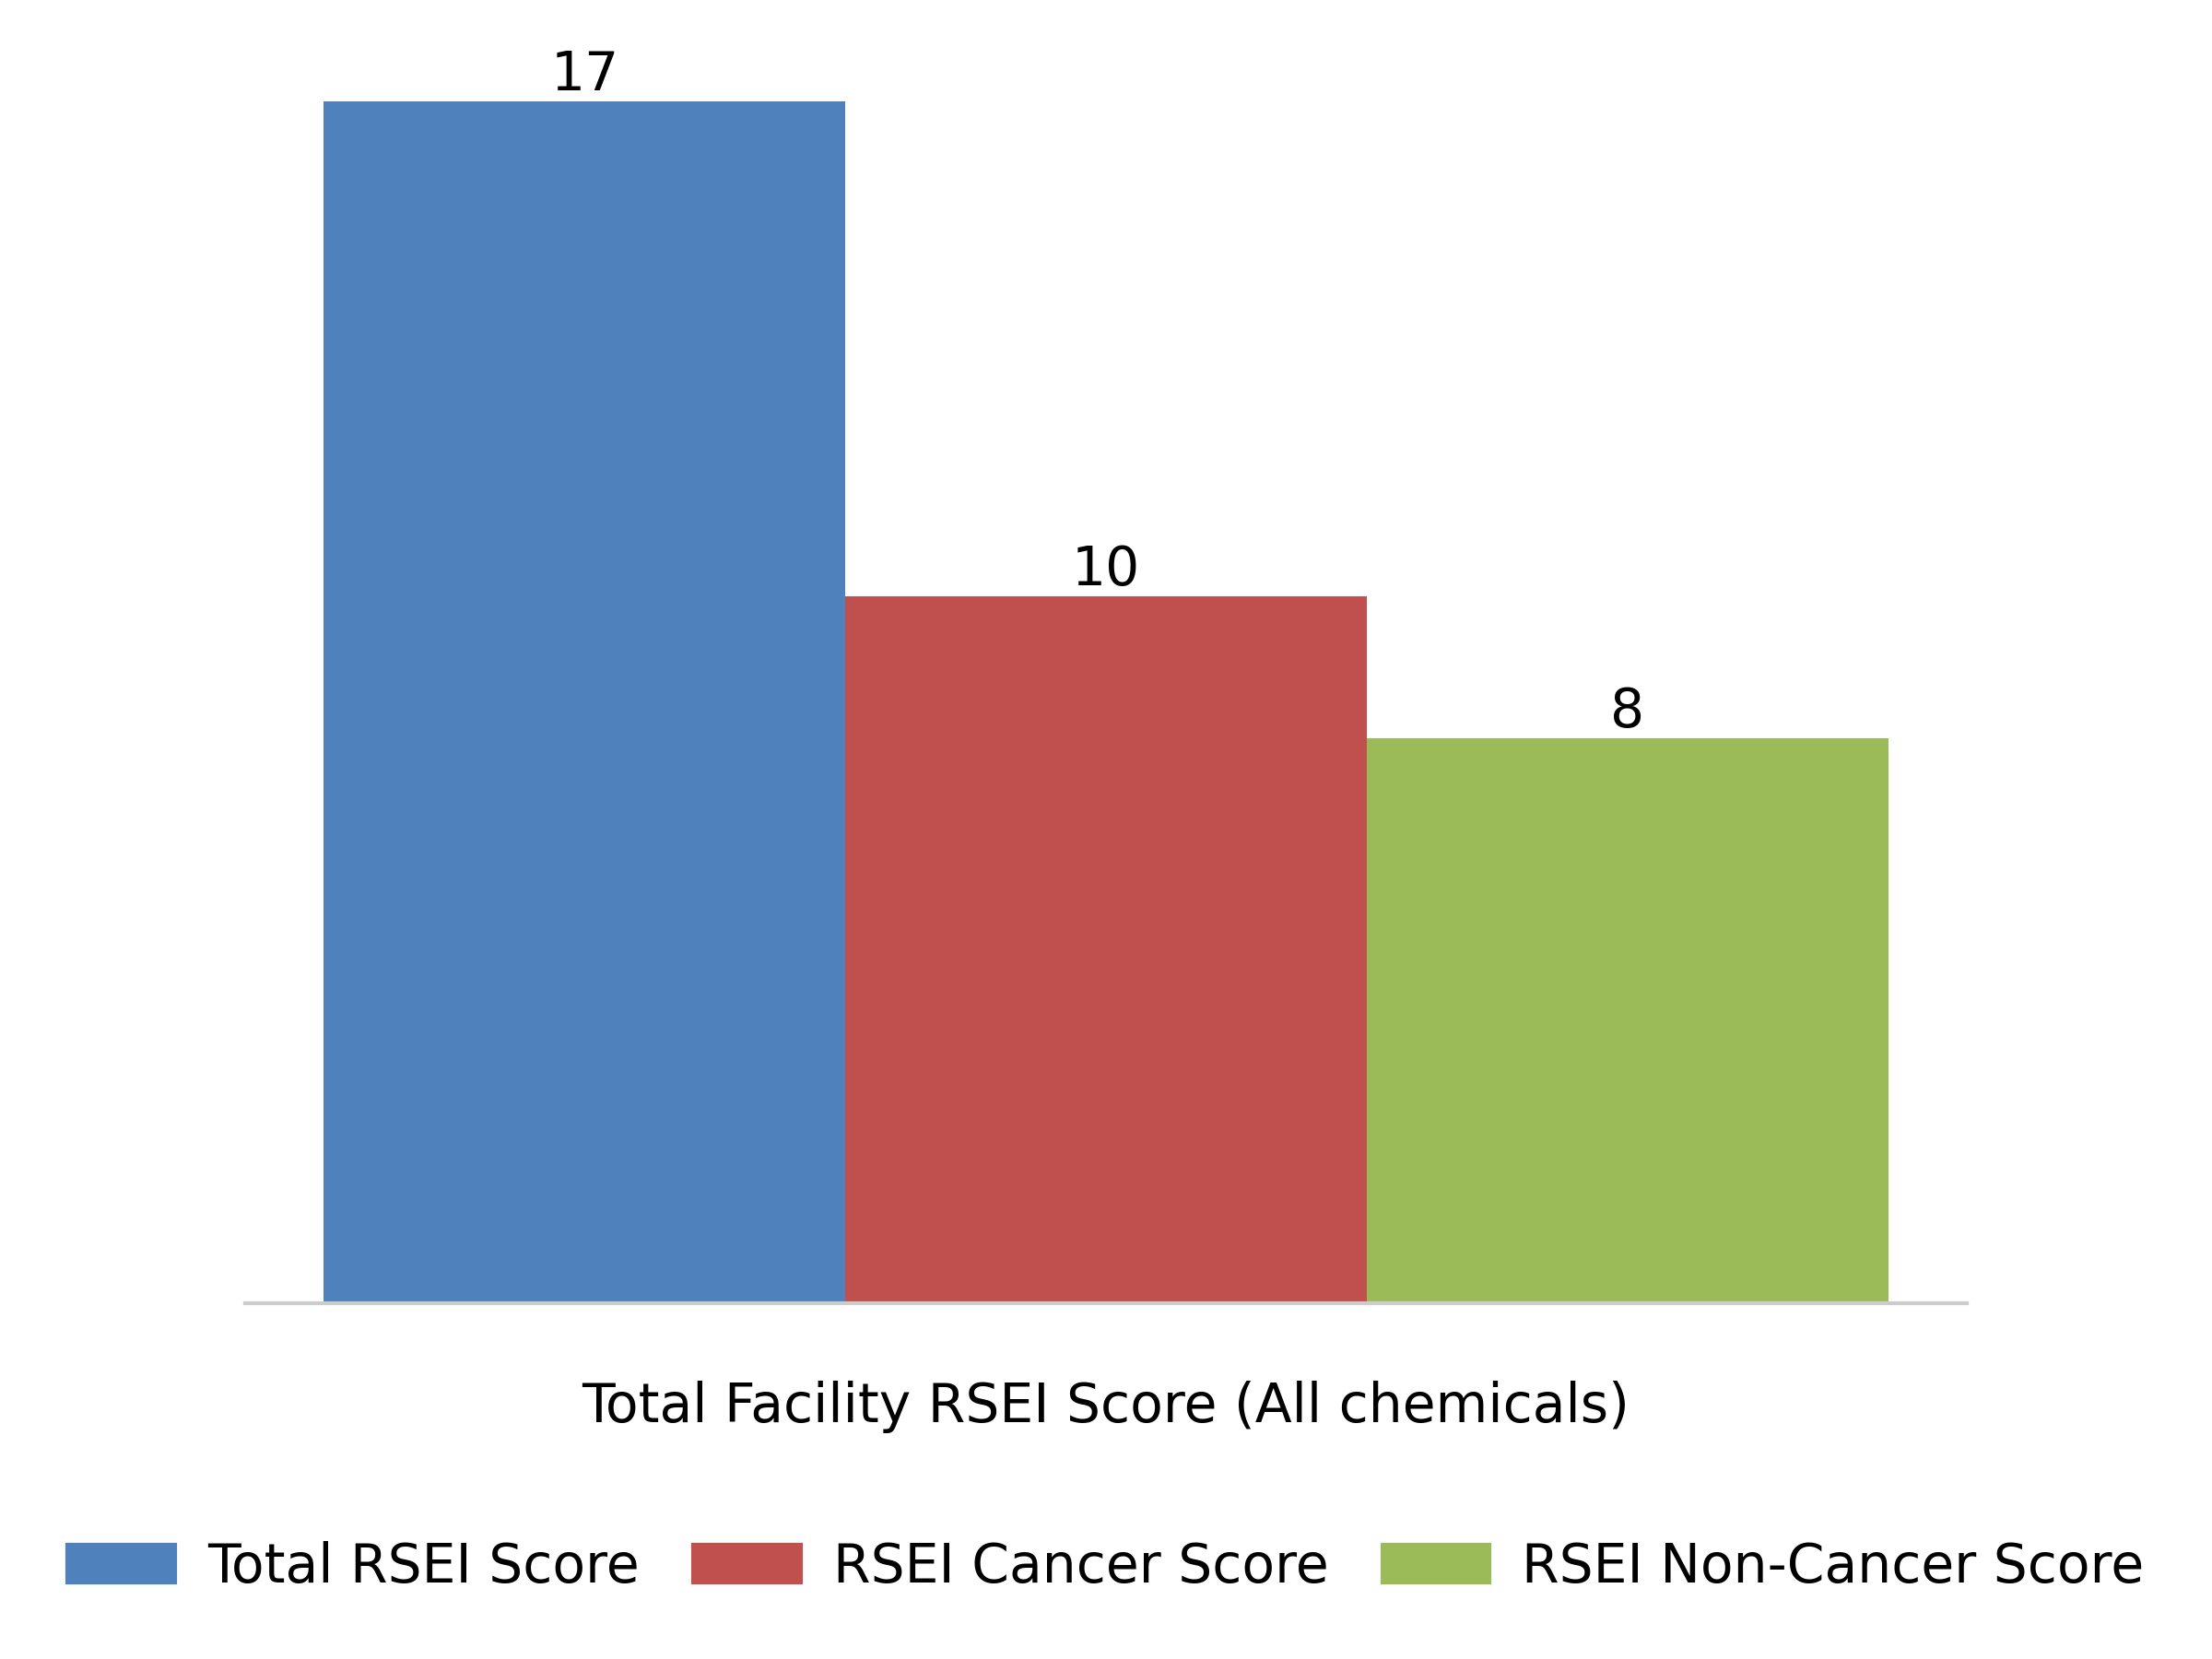 17
10
8
Total Facility RSEI Score (All chemicals)
Total RSEI Score RSEI Cancer Score RSEI Non-Cancer Score